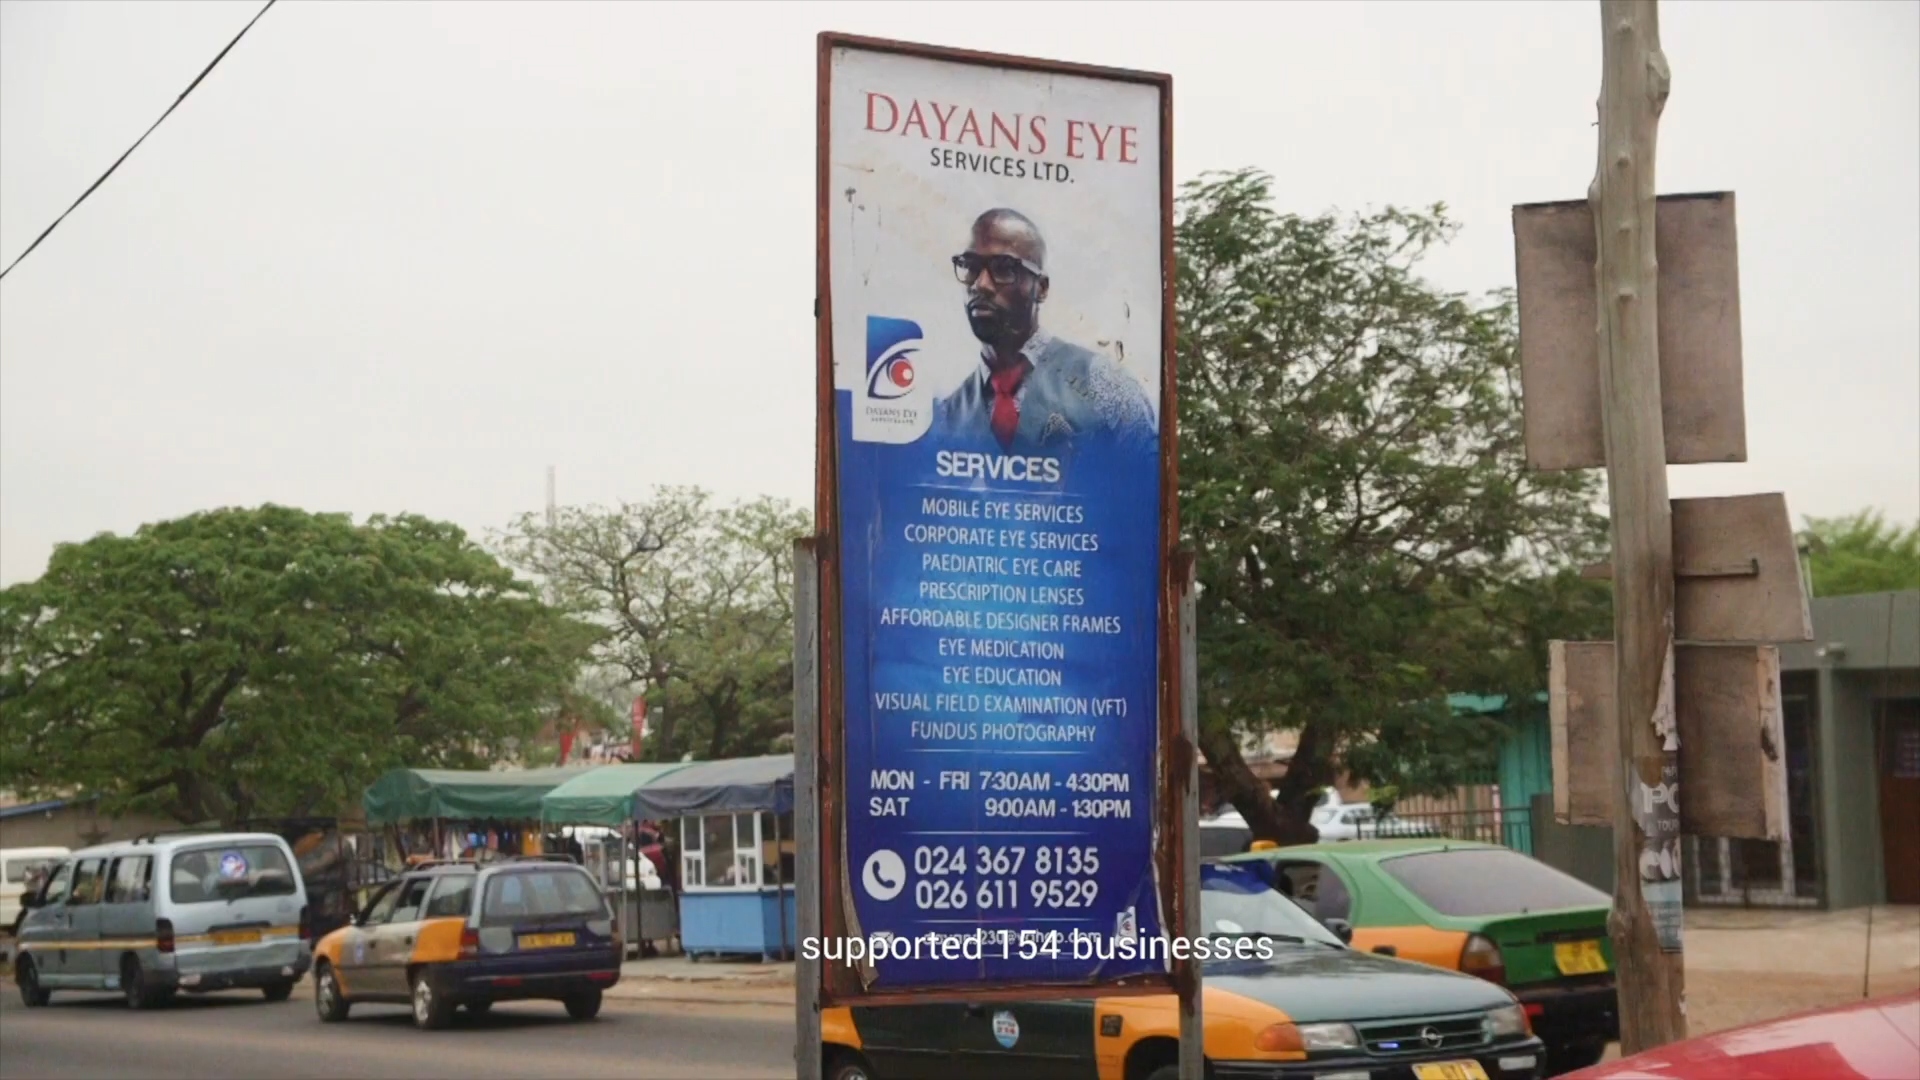 DAYANS EYE
SERVICES LTD.
DAYANS EYE
SERVICES
MOBILE EYE SERVICES
CORPORATE EYE SERVICES
PAEDIATRIC EYE CARE
PRESCRIPTION LENSES
AFFORDABLE DESIGNER FRAMES
EYE MEDICATION
EYE EDUCATION
VISUAL FIELD EXAMINATION (VFT)
FUNDUS PHOTOGRAPHY
MON - FRI 7:30AM - 4:30PM
SAT 9:00AM - 1:30PM
024 367 8135
026 611 9529
supported 154 businesses